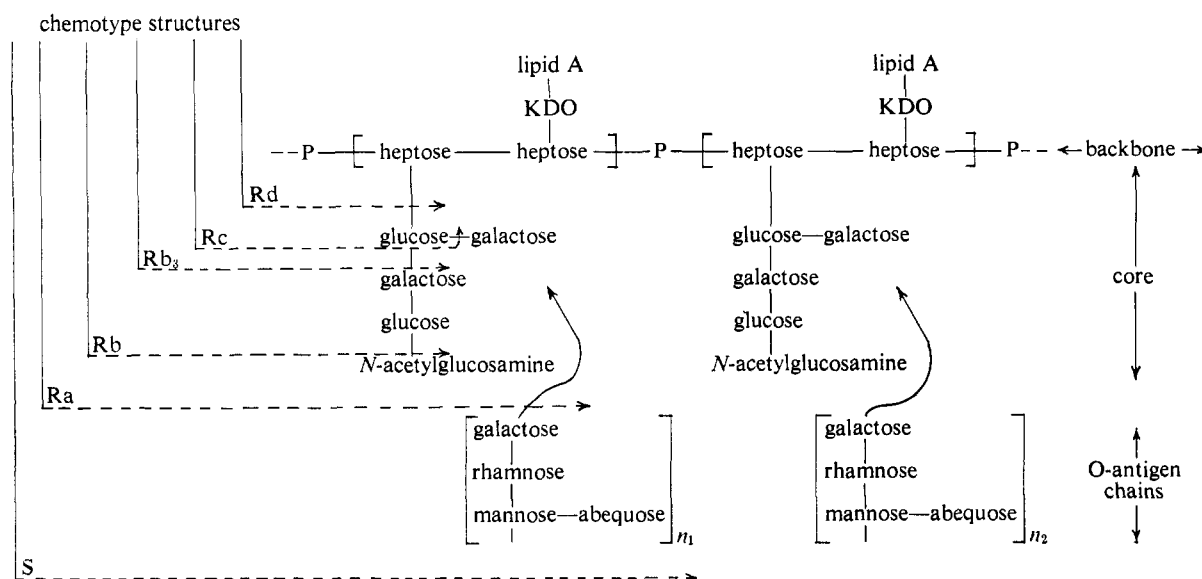 chemotype structures
lipid A lipid A
KDO KDO
--P—[heptose—heptose]—P—[heptose—heptose]—P-- ←backbone→
Rd
Rc glucose—galactose glucose—galactose
Rb₃
galactose galactose core
glucose glucose
Rb
N-acetylglucosamine N-acetylglucosamine
Ra
galactose galactose
rhamnose rhamnose O-antigen
chains
mannose—abequose mannose—abequose
n₁ n₂
S